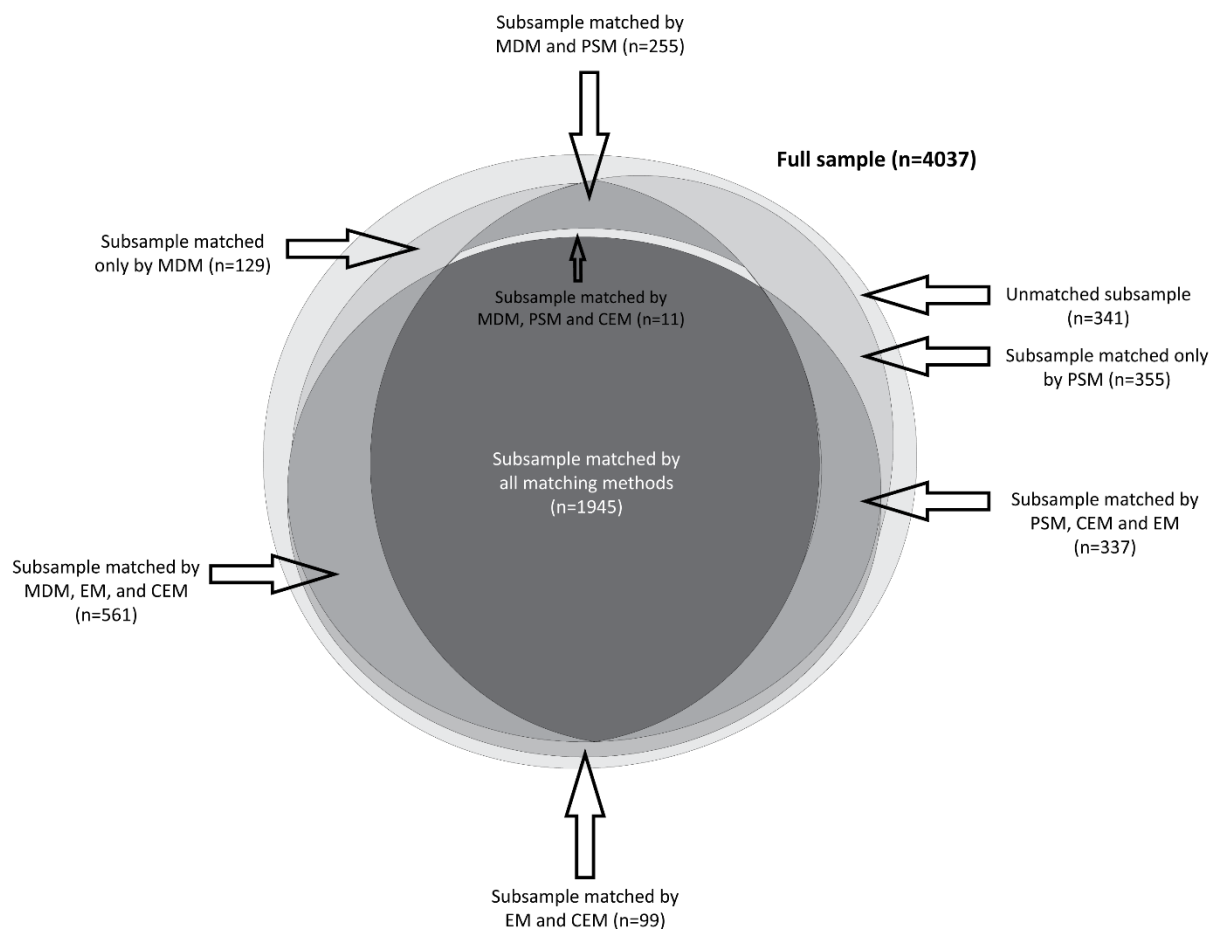 Subsample matched by
MDM and PSM (n=255)
Full sample (n=4037)
Subsample matched
only by MDM (n=129)
Subsample matched by
MDM, PSM and CEM (n=11)
Unmatched subsample
(n=341)
Subsample matched only
by PSM (n=355)
Subsample matched by
all matching methods
(n=1945)
Subsample matched by
PSM, CEM and EM
(n=337)
Subsample matched by
MDM, EM, and CEM
(n=561)
Subsample matched by
EM and CEM (n=99)